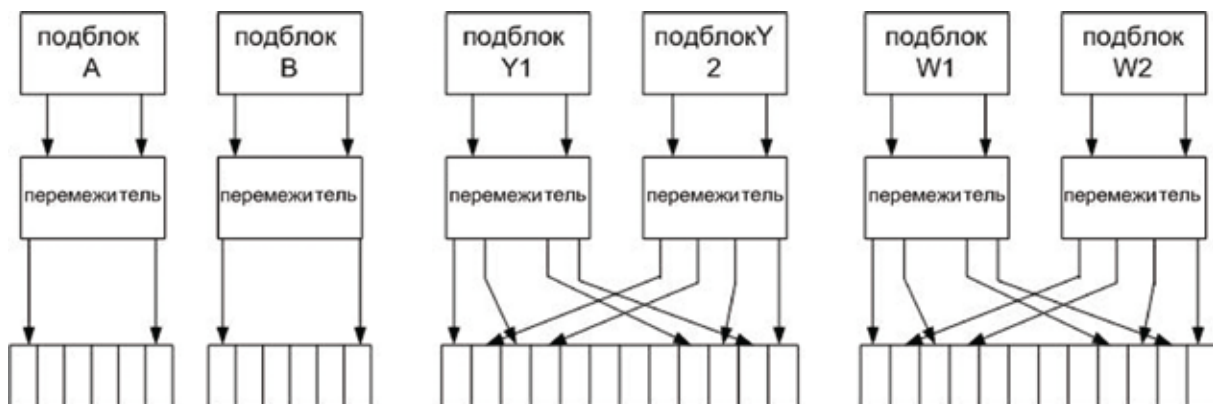 подблок
A
подблок
B
подблок
Y1
подблокY
2
подблок
W1
подблок
W2
перемежитель
перемежитель
перемежитель
перемежитель
перемежитель
перемежитель